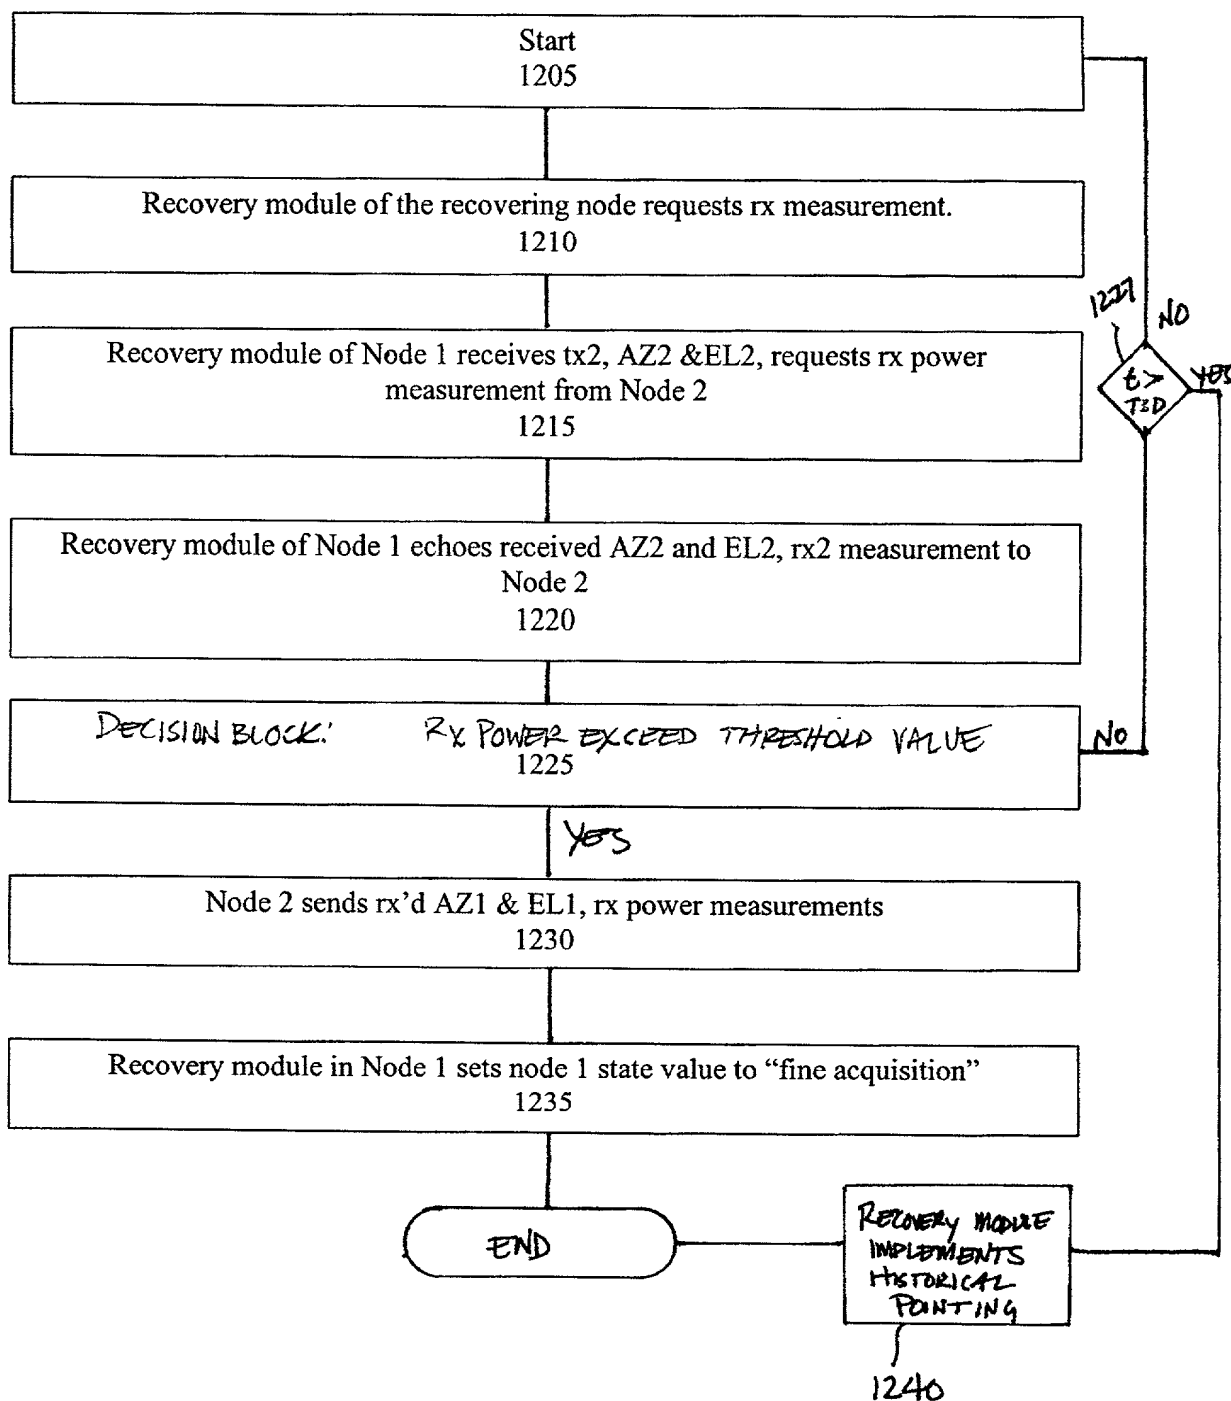 Start
1205
Recovery module of the recovering node requests rx measurement.
1210
1227
NO
Recovery module of Node 1 receives tx2, AZ2 &EL2, requests rx power
measurement from Node 2
1215
t>
YES
Recovery module of Node 1 echoes received AZ2 and EL2, rx2 measurement to
Node 2
1220
DECISION BLOCK: RX POWER EXCEED THRESHOLD VALUE
1225
NO
YES
Node 2 sends rx'd AZ1 & EL1, rx power measurements
1230
Recovery module in Node 1 sets node 1 state value to “fine acquisition”
1235
END
RECOVERY MODULE
IMPLEMENTS
HISTORICAL
POINTING
1240